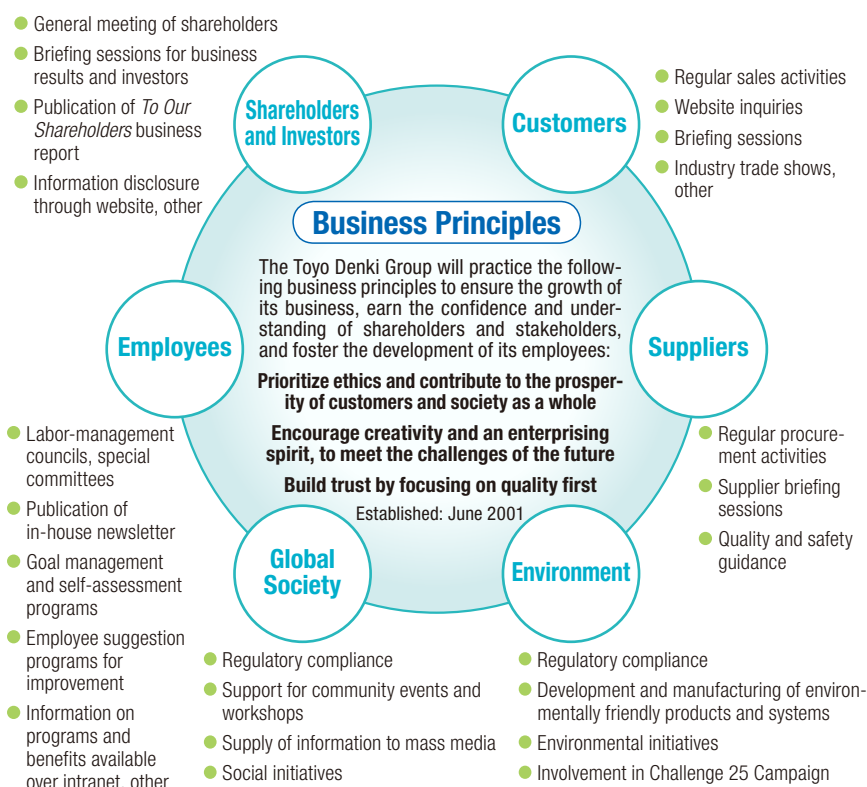 General meeting of shareholders
Briefing sessions for business
results and investors
Publication of To Our
Shareholders business
report
Information disclosure
through website, other
Shareholders
and Investors
Customers
Regular sales activities
Website inquiries
Briefing sessions
Industry trade shows,
other
Business Principles
The Toyo Denki Group will practice the follow-
ing business principles to ensure the growth of
its business, earn the confidence and under-
standing of shareholders and stakeholders,
and foster the development of its employees:
Prioritize ethics and contribute to the prosper-
ity of customers and society as a whole
Encourage creativity and an enterprising
spirit, to meet the challenges of the future
Build trust by focusing on quality first
Established: June 2001
Employees
Suppliers
Labor-management
councils, special
committees
Publication of
in-house newsletter
Goal management
and self-assessment
programs
Employee suggestion
programs for
improvement
Information on
programs and
benefits available
over intranet, other
Regular procure-
ment activities
Supplier briefing
sessions
Quality and safety
guidance
Global
Society
Environment
Regulatory compliance
Support for community events and
workshops
Supply of information to mass media
Social initiatives
Regulatory compliance
Development and manufacturing of environ-
mentally friendly products and systems
Environmental initiatives
Involvement in Challenge 25 Campaign